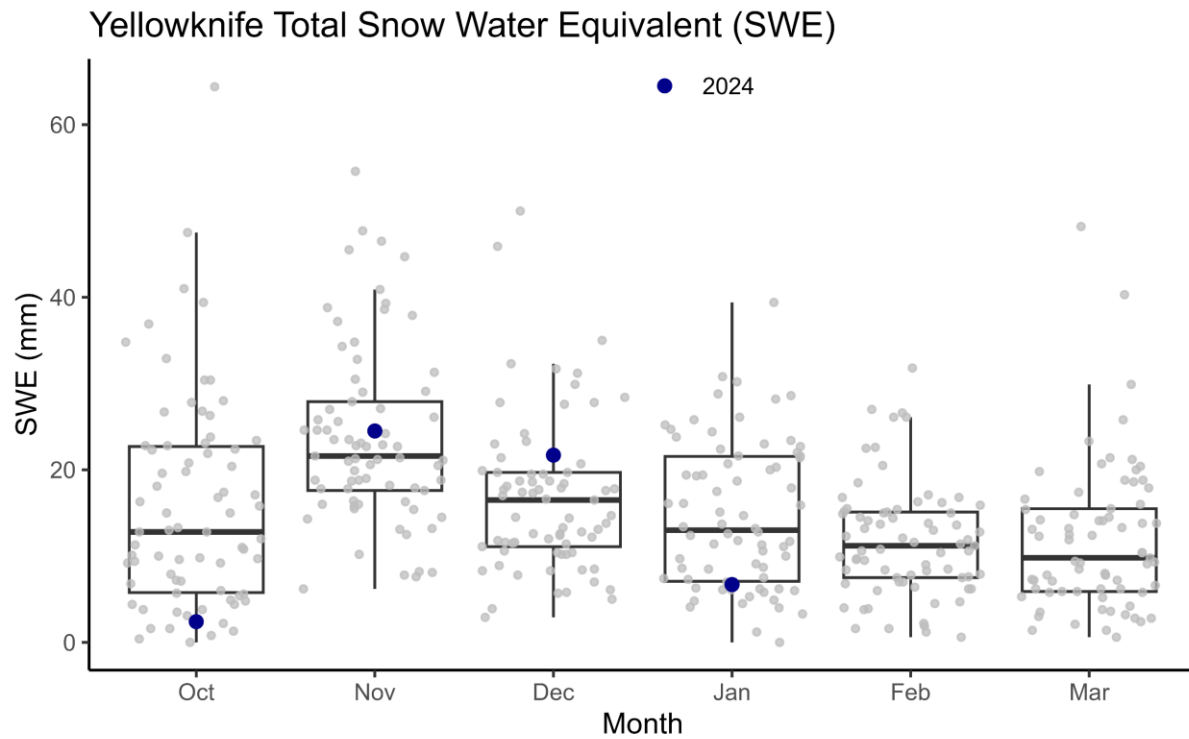 Yellowknife Total Snow Water Equivalent (SWE)
2024
60
40
20
0
SWE (mm)
Oct Nov Dec Jan Feb Mar
Month